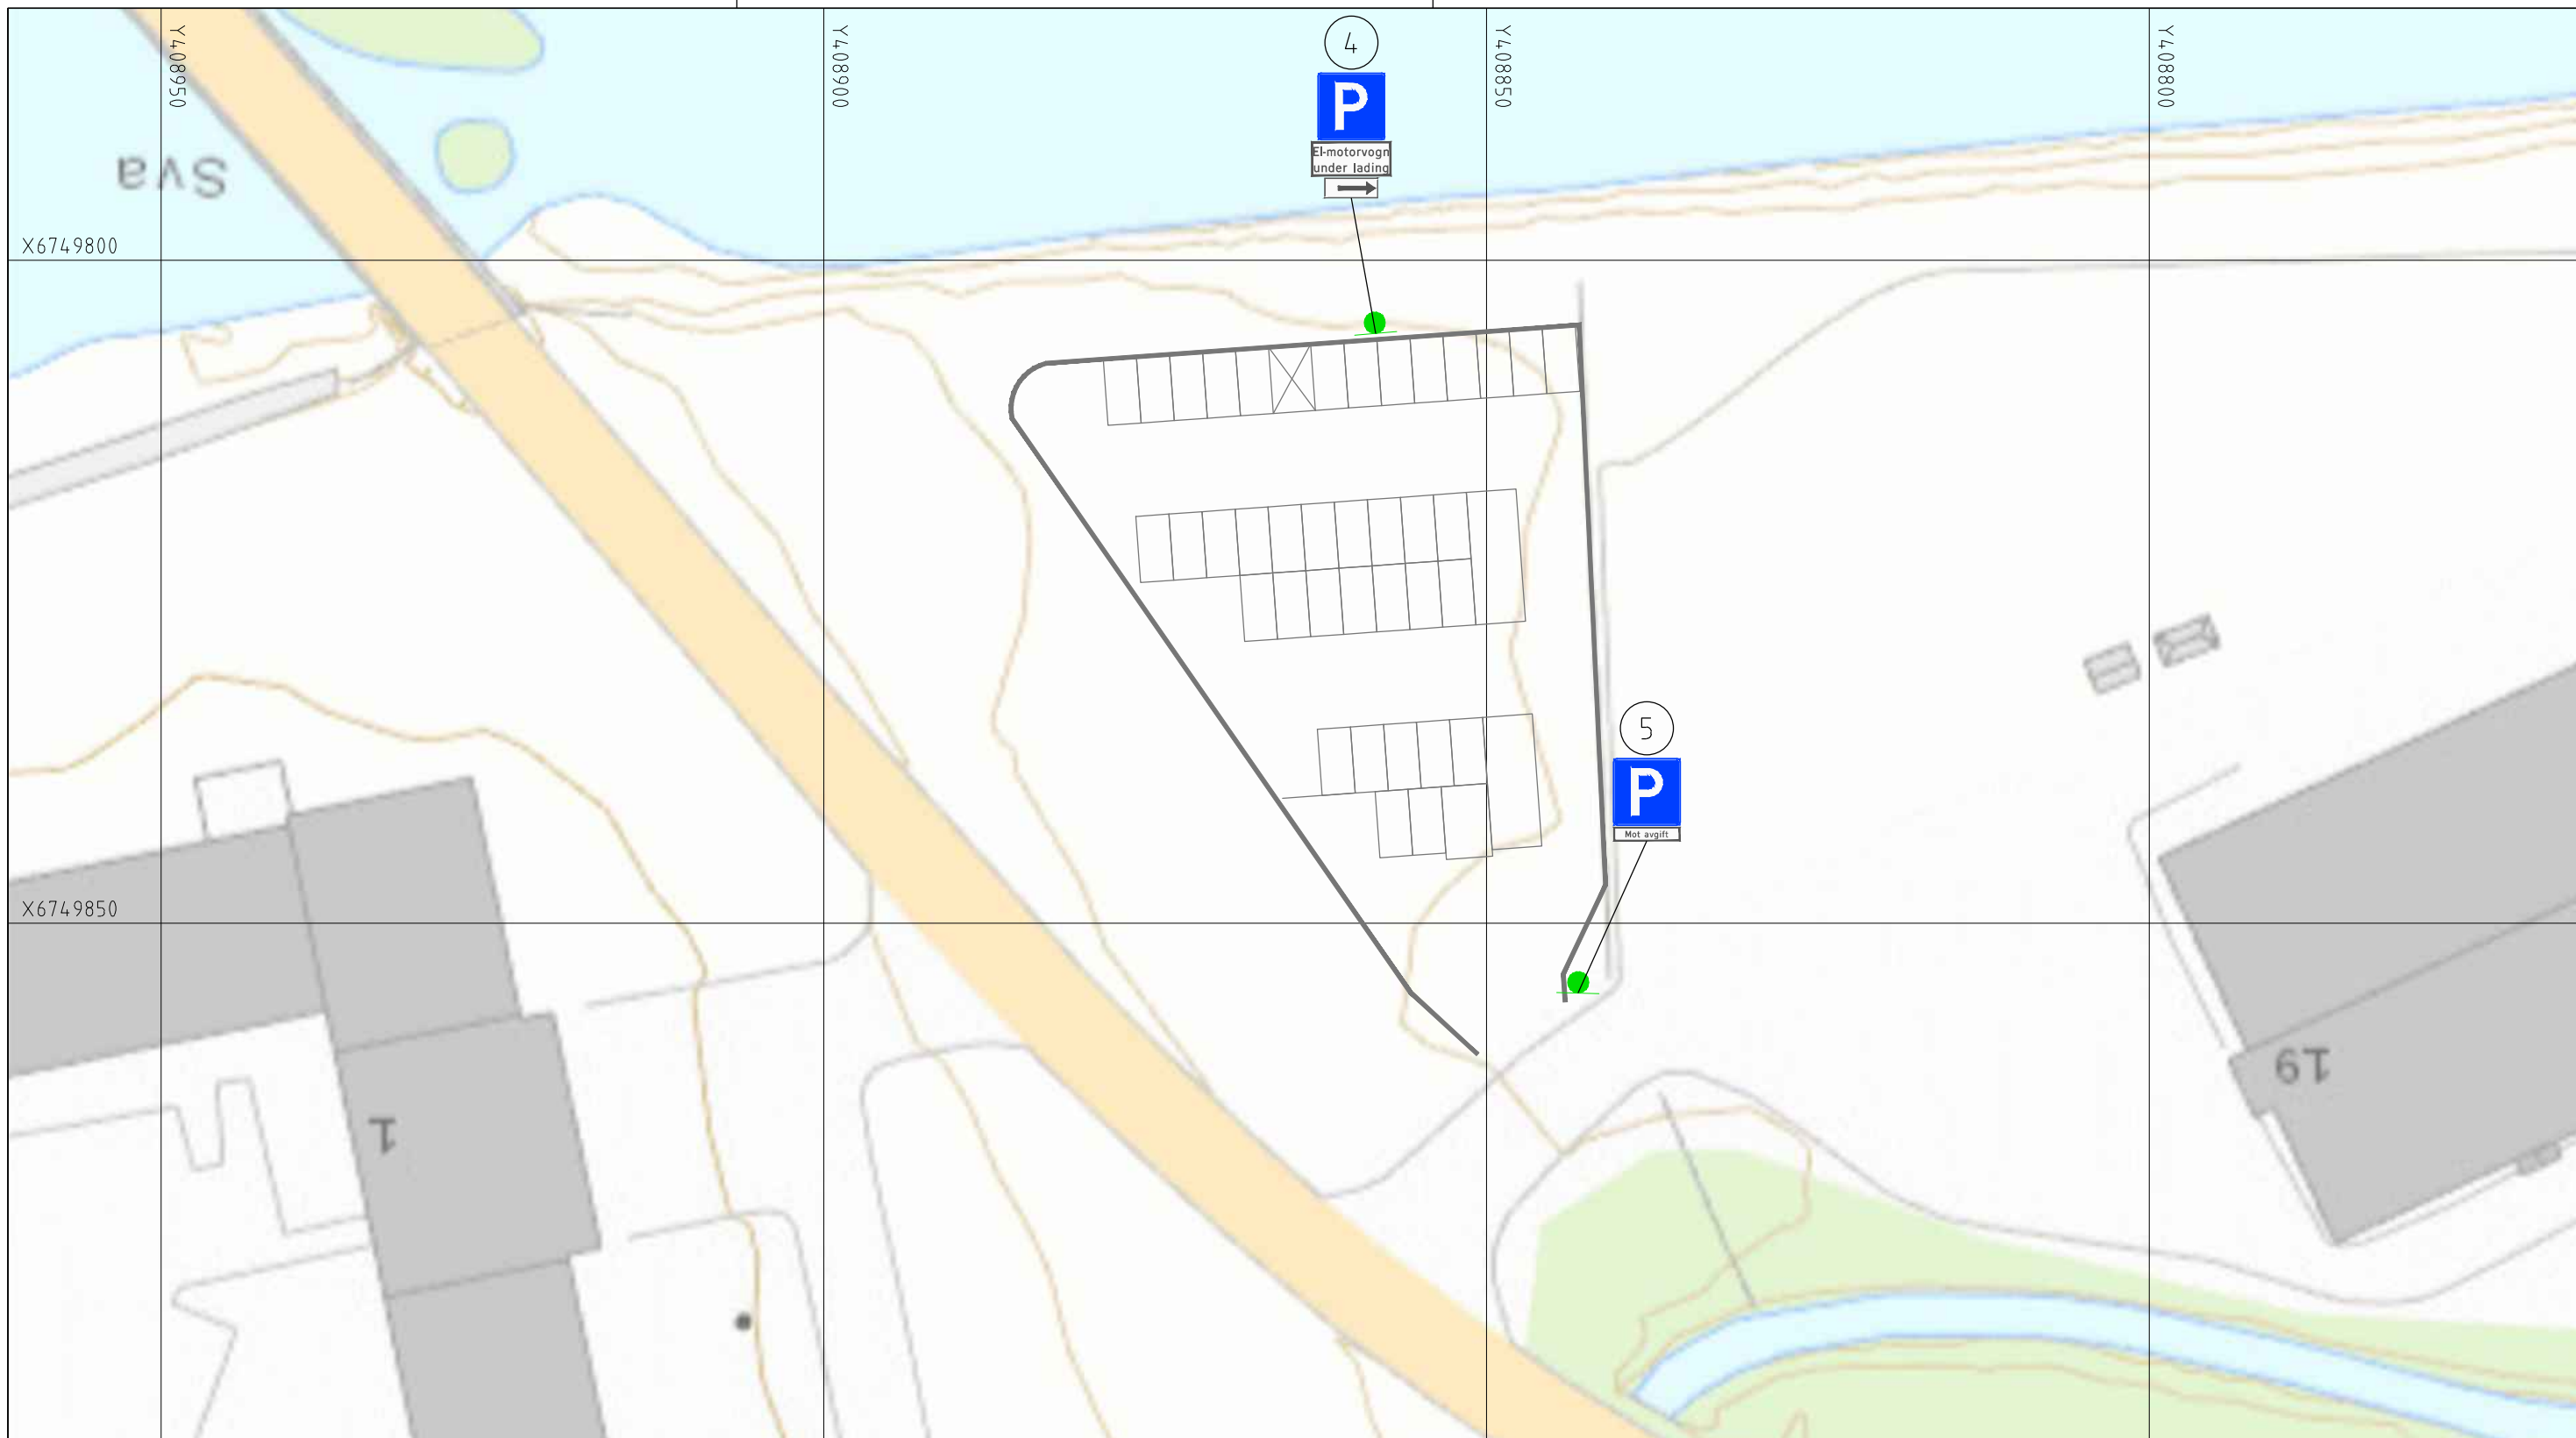 Y408950
Y408900
Y408850
Y408800
4
P
El-motorvogn
under lading
Sva
X6749800
5
P
Mot avgift
X6749850
19
1